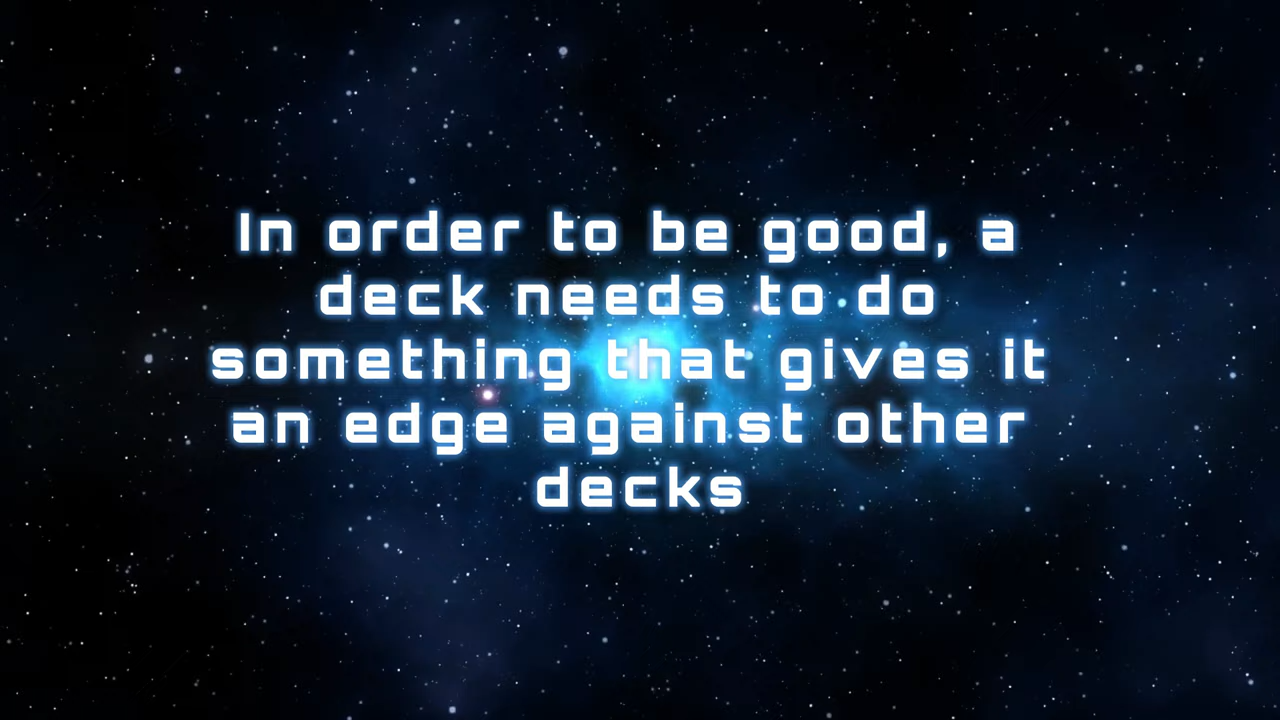 In order to be good, a
deck needs to do
something that gives it
an edge against other
decks